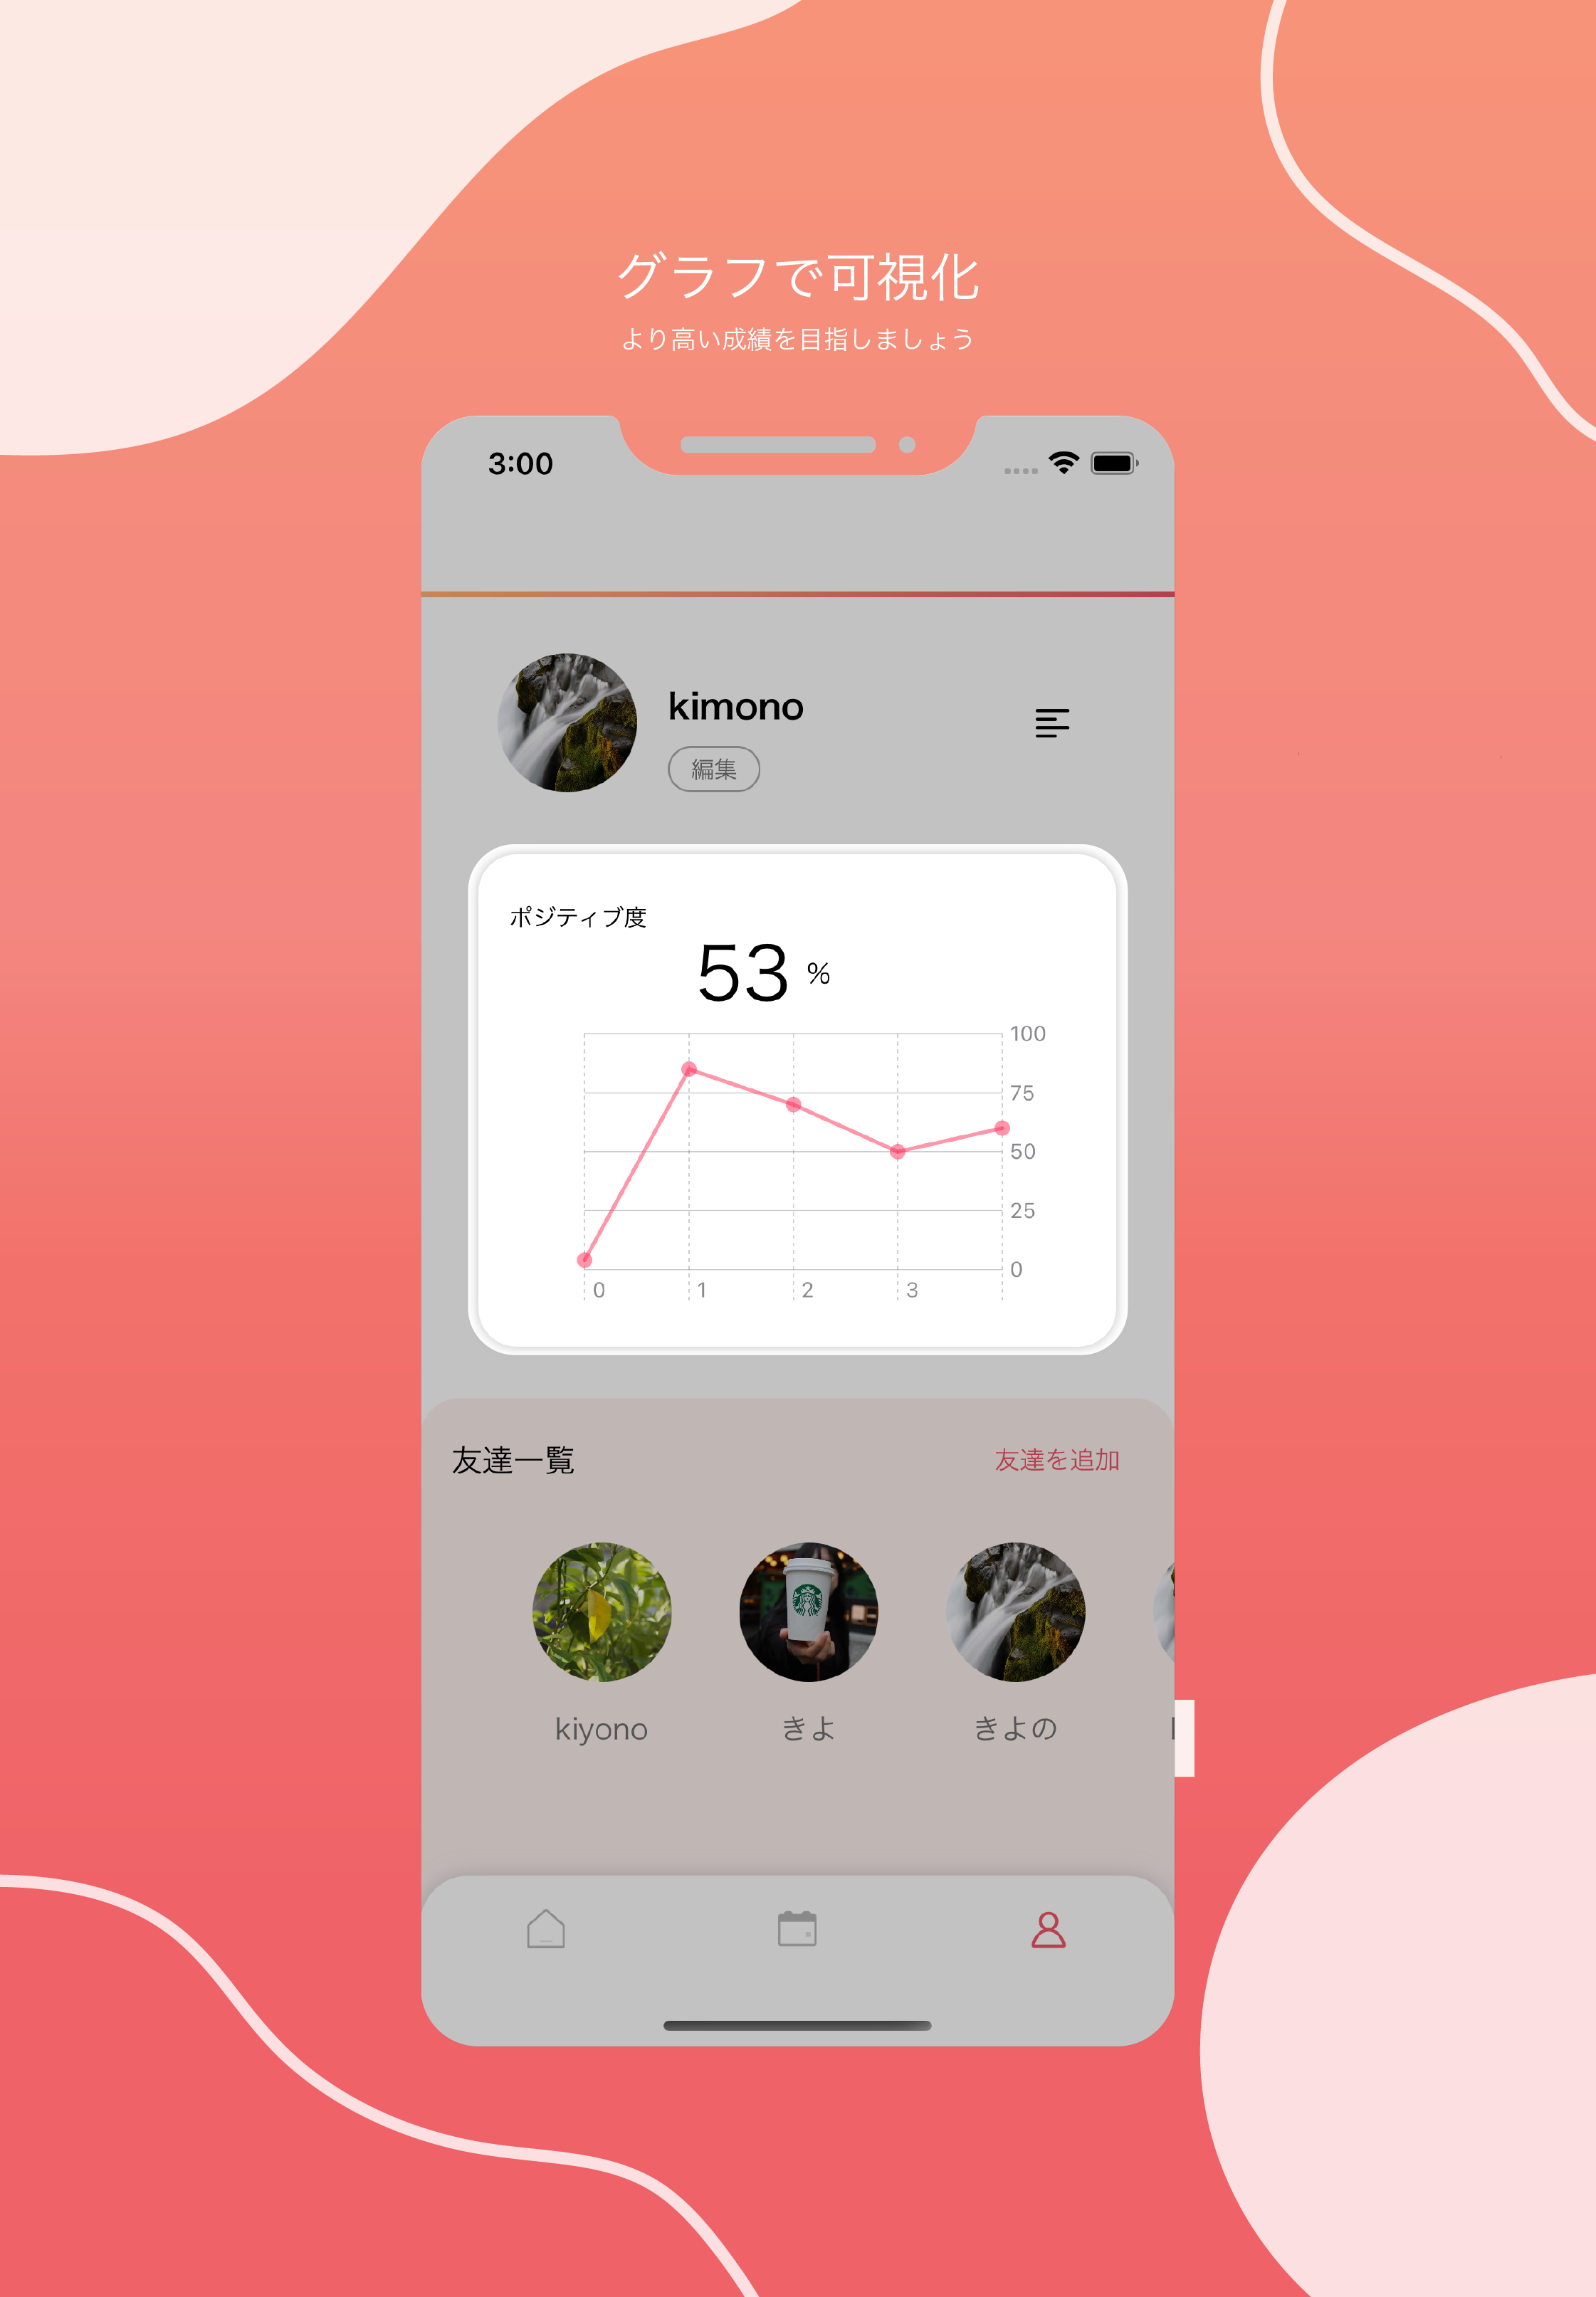 グラフで可視化
より高い成績を目指しましょう
3:00
kimono
編集
ポジティブ度
53 %
100
75
50
25
0
0 1 2 3
友達一覧 友達を追加
kiyono きよ きよの